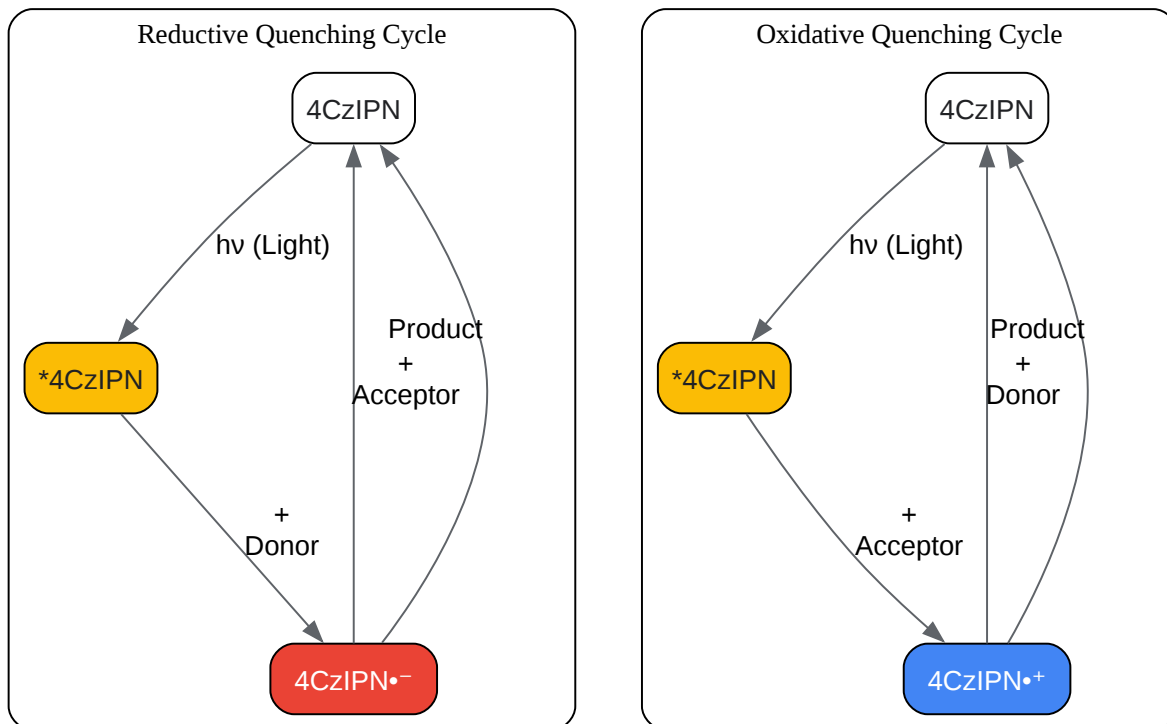 Reductive Quenching Cycle
4CzIPN
hν (Light)
Product
+
Acceptor
*4CzIPN
+
Donor
4CzIPN•⁻
Oxidative Quenching Cycle
4CzIPN
hν (Light)
Product
+
Donor
*4CzIPN
+
Acceptor
4CzIPN•⁺